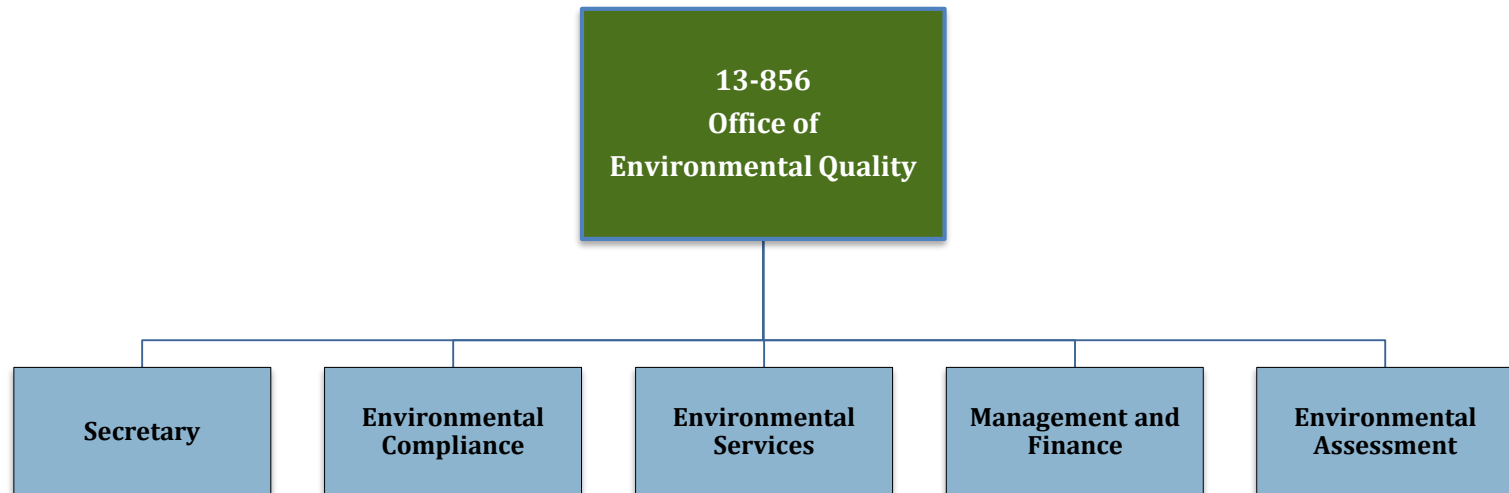 13-856
Office of
Environmental Quality
Secretary
Environmental
Compliance
Environmental
Services
Management and
Finance
Environmental
Assessment